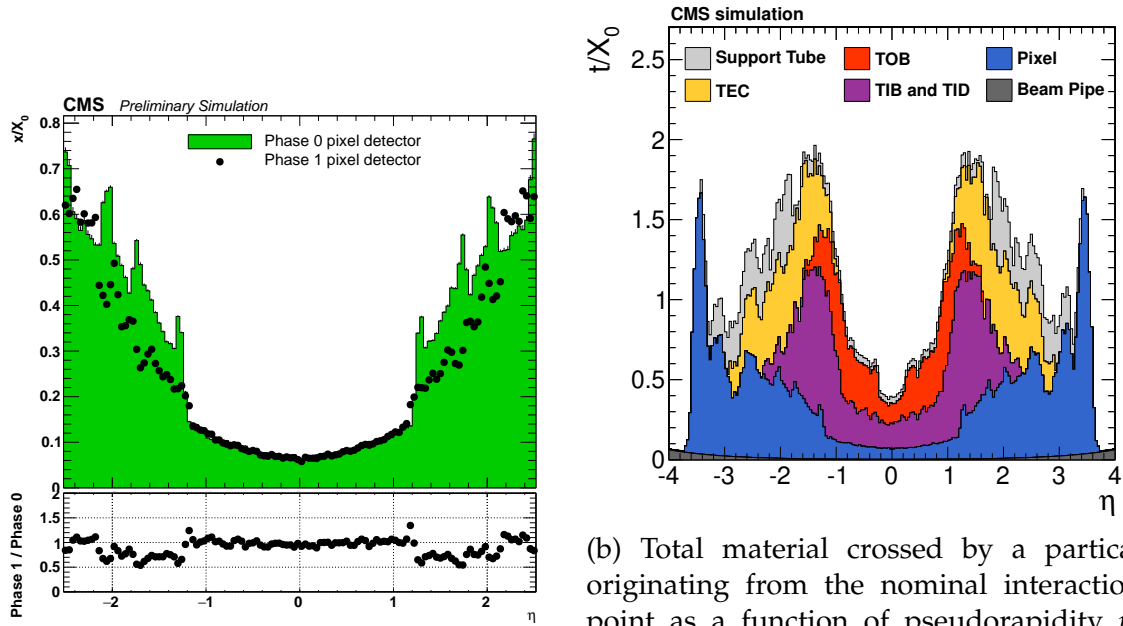 CMS Preliminary Simulation
x/X0
0.8
0.7
0.6
0.5
0.4
0.3
0.2
0.1
0
Phase 0 pixel detector
Phase 1 pixel detector
Phase 1 / Phase 0
2
1.5
1
0.5
0
−2 −1 0 1 2
η
CMS simulation
t/X0
2.5
2
1.5
1
0.5
0
Support Tube TOB Pixel
TEC TIB and TID Beam Pipe
-4 -3 -2 -1 0 1 2 3 4
η
(b) Total material crossed by a partical
originating from the nominal interaction
point as a function of pseudorapidity